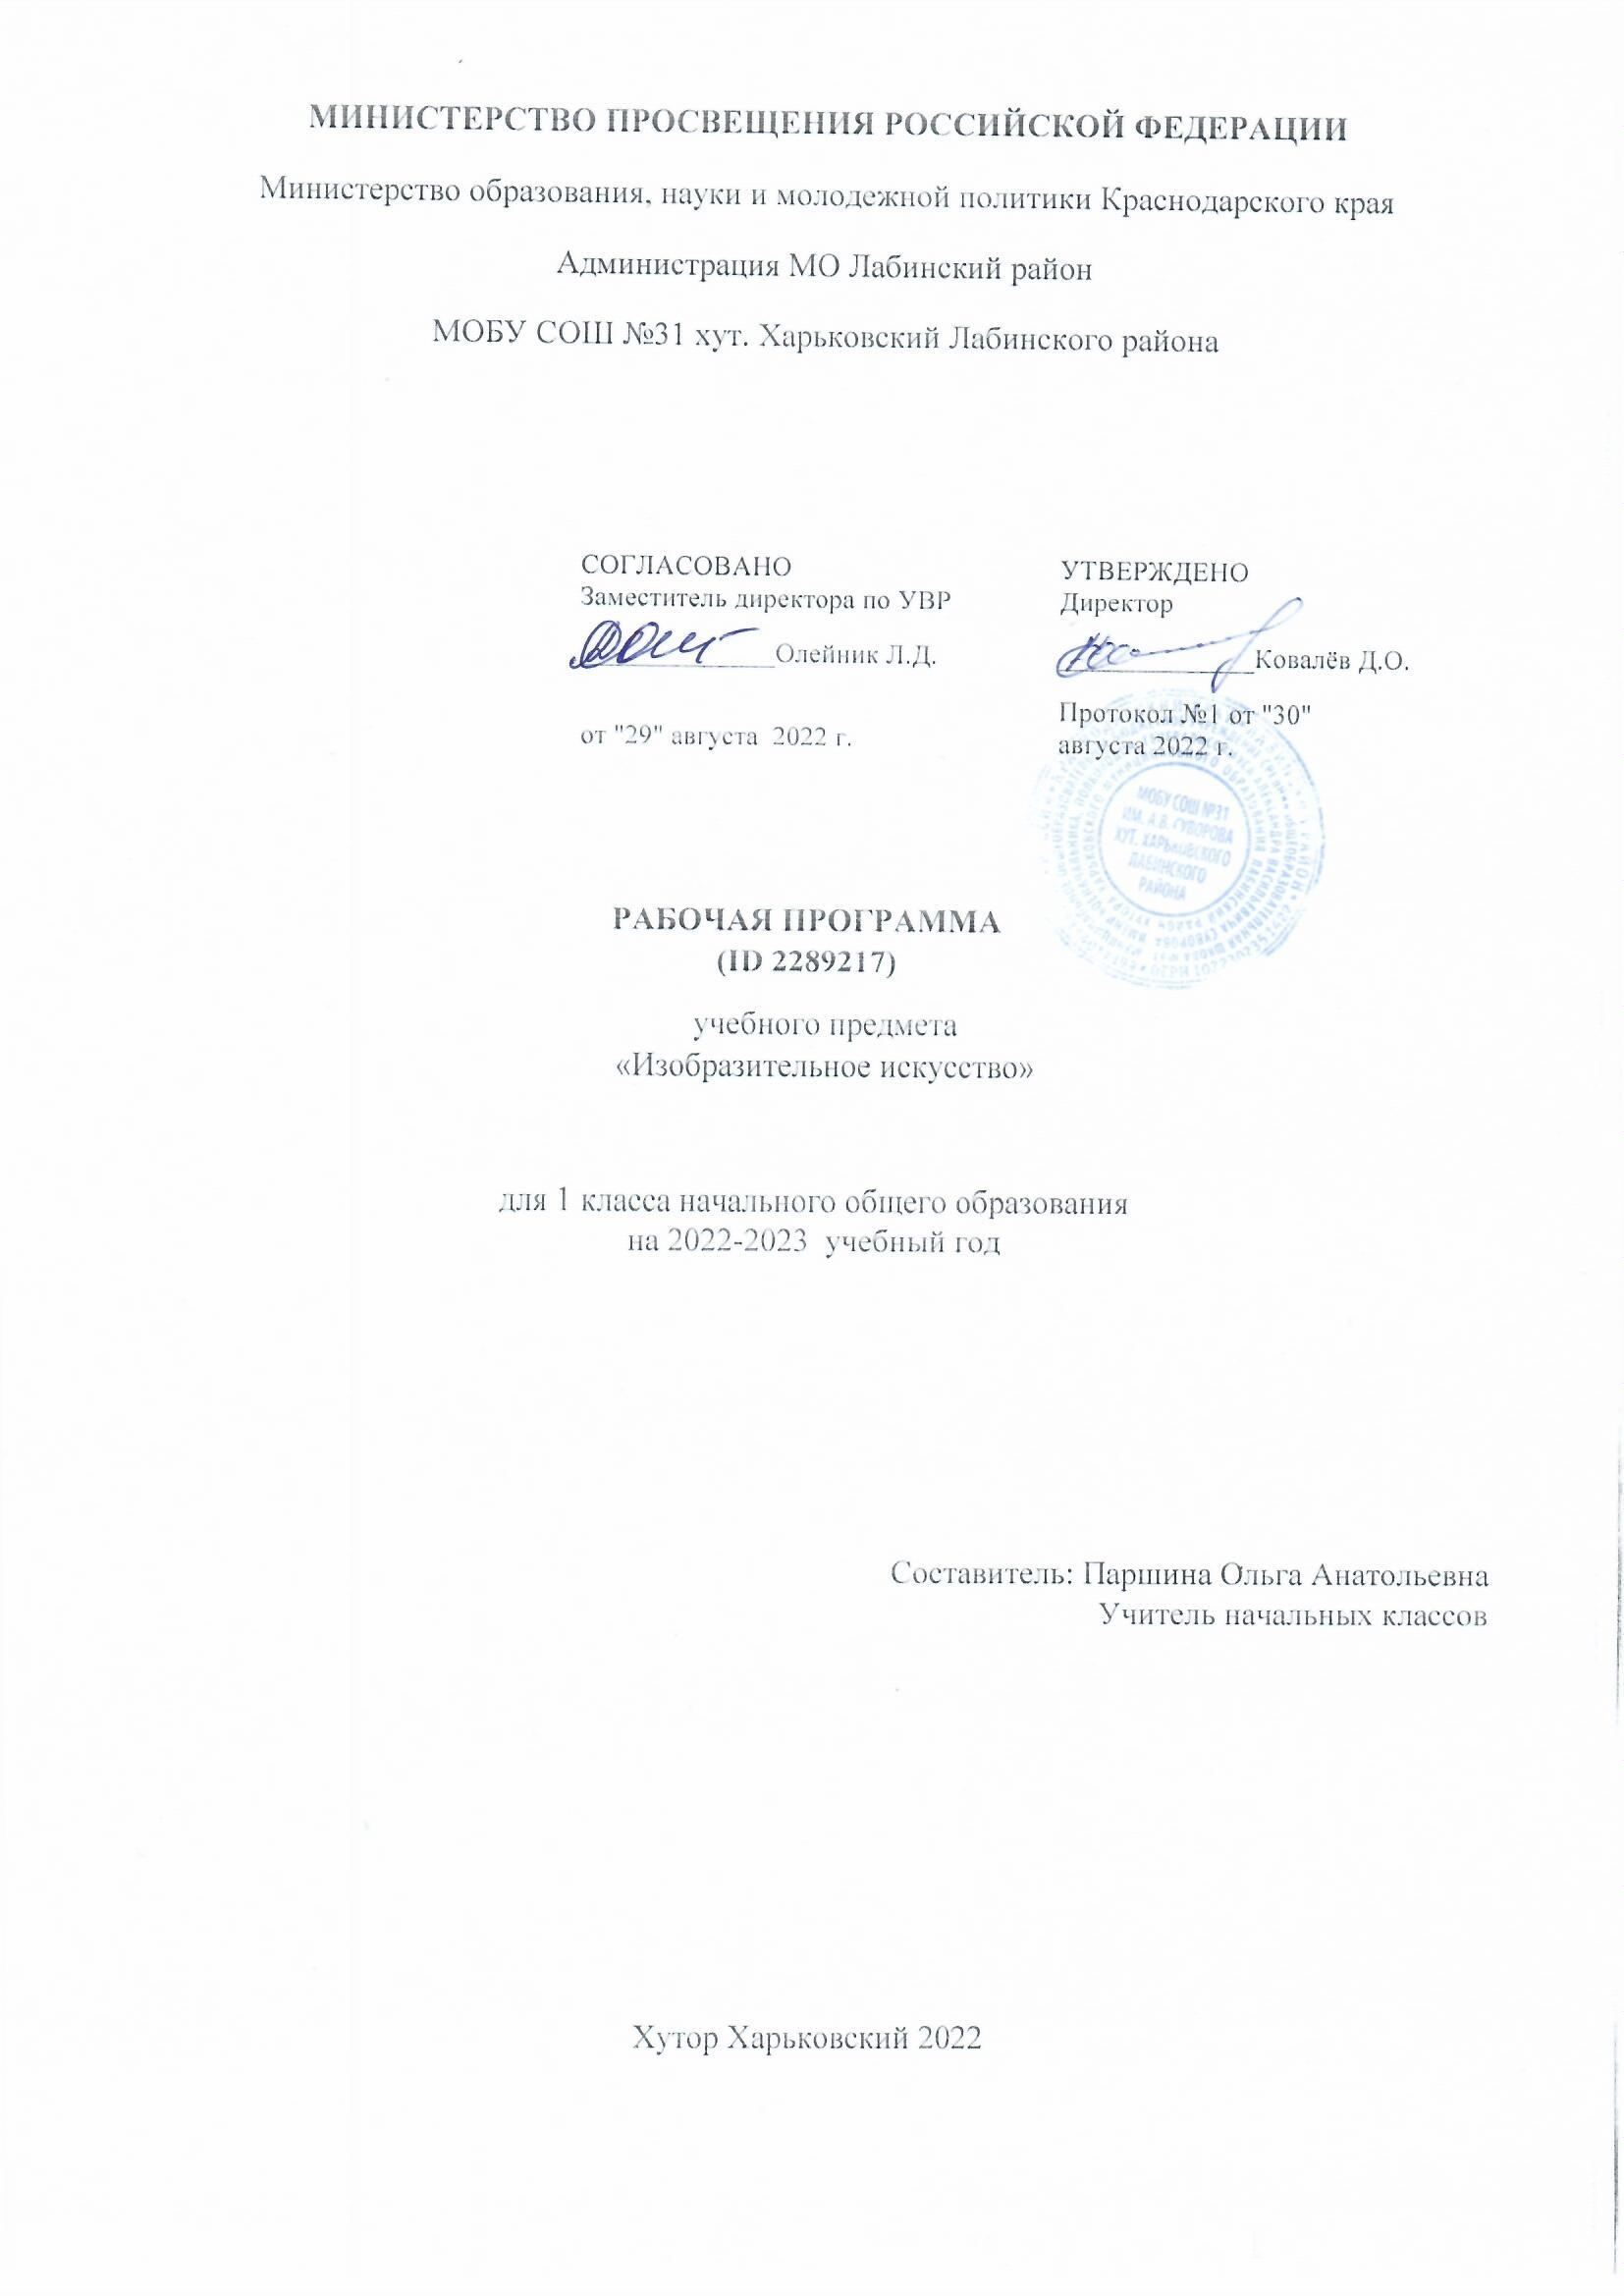 МИНИСТЕРСТВО ПРОСВЕЩЕНИЯ РОССИЙСКОЙ ФЕДЕРАЦИИ
Министерство образования, науки и молодежной политики Краснодарского края
Администрация МО Лабинский район
МОБУ СОШ №31 хут. Харьковский Лабинского района
СОГЛАСОВАНО
Заместитель директора по УВР
Олейник Л.Д.
от "29" августа 2022 г.
УТВЕРЖДЕНО
Директор
Ковалёв Д.О.
Протокол №1 от "30"
августа 2022 г.
МОБУ СОШ №31
ИМ. А.В. СУВОРОВА
ХУТ. ХАРЬКОВСКОГО
ЛАБИНСКОГО
РАЙОНА
РАБОЧАЯ ПРОГРАММА
(ID 2289217)
учебного предмета
«Изобразительное искусство»
для 1 класса начального общего образования
на 2022-2023 учебный год
Составитель: Паршина Ольга Анатольевна
Учитель начальных классов
Хутор Харьковский 2022